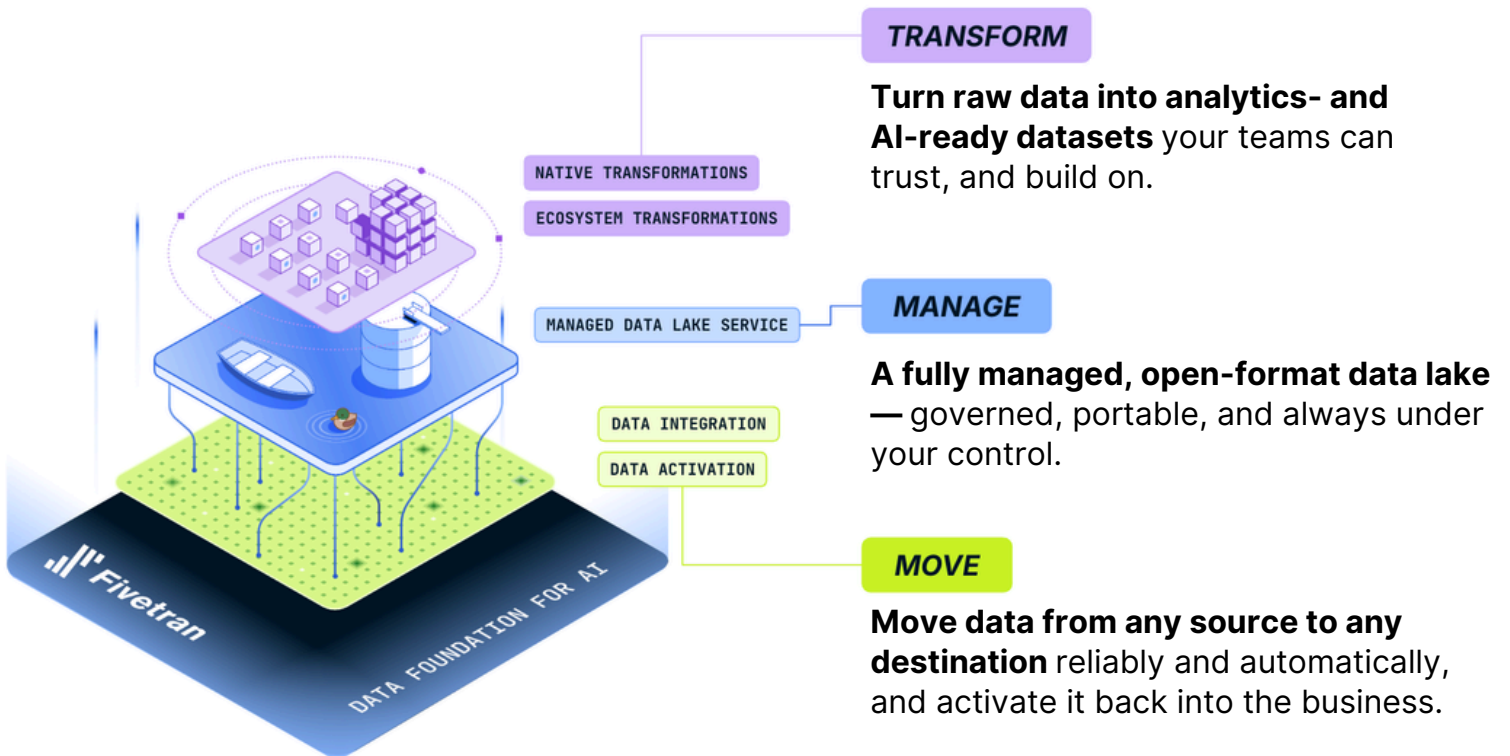 TRANSFORM
Turn raw data into analytics- and
AI-ready datasets your teams can
trust, and build on.
NATIVE TRANSFORMATIONS
ECOSYSTEM TRANSFORMATIONS
MANAGE
MANAGED DATA LAKE SERVICE
A fully managed, open-format data lake
— governed, portable, and always under
your control.
DATA INTEGRATION
DATA ACTIVATION
MOVE
Move data from any source to any
destination reliably and automatically,
and activate it back into the business.
Fivetran
DATA FOUNDATION FOR AI